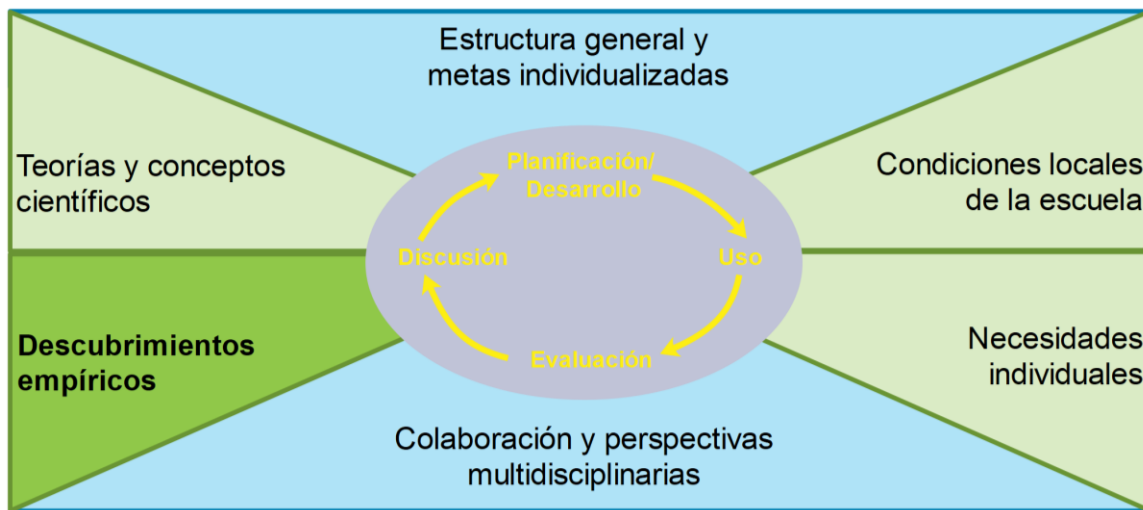 Estructura general y
metas individualizadas
Teorías y conceptos
científicos
Condiciones locales
de la escuela
Planificación/
Desarrollo
Discusión
Uso
Evaluación
Descubrimientos
empíricos
Necesidades
individuales
Colaboración y perspectivas
multidisciplinarias